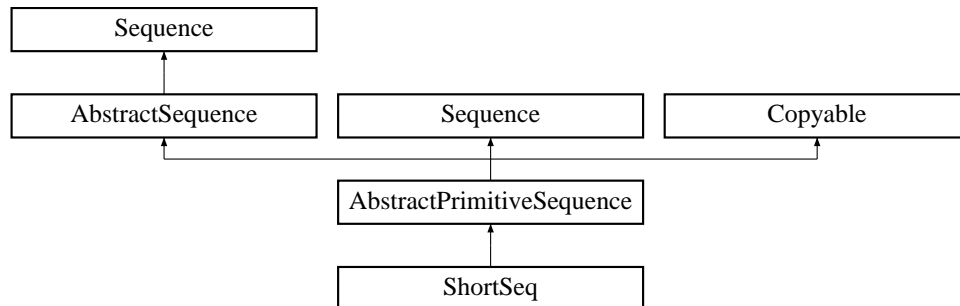 Sequence
AbstractSequence
Sequence
Copyable
AbstractPrimitiveSequence
ShortSeq